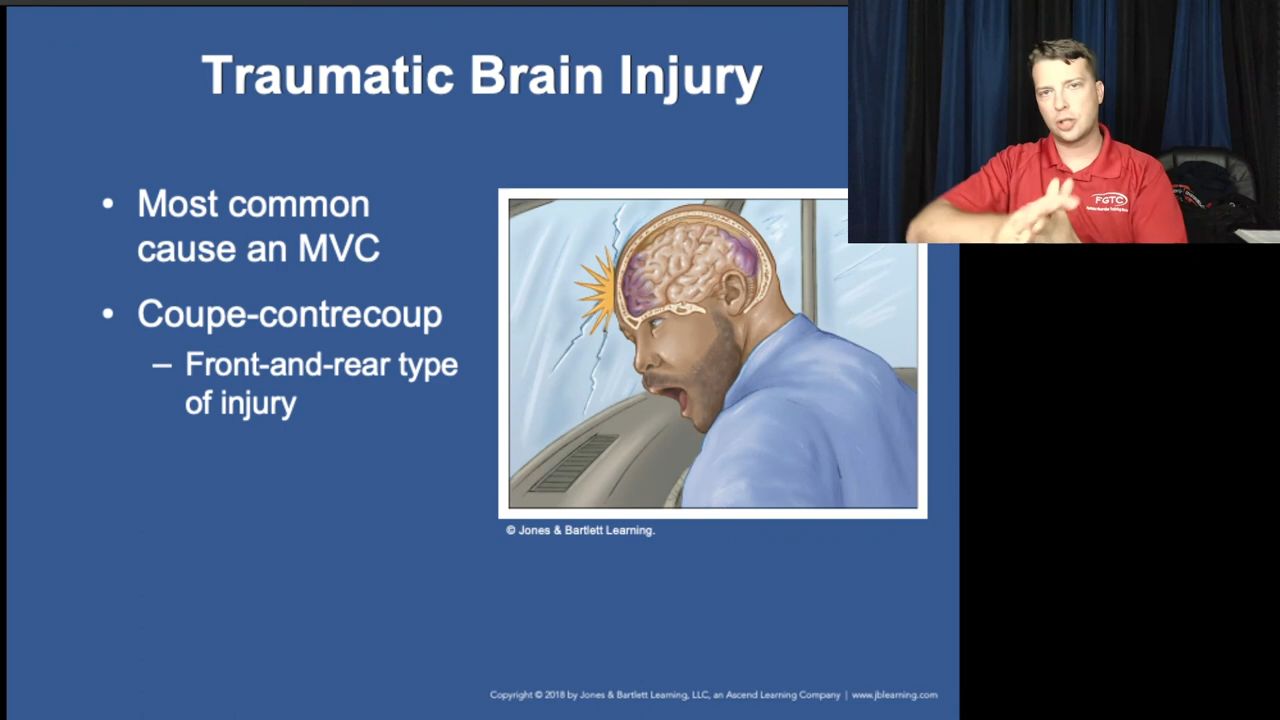 Traumatic Brain Injury
• Most common
cause an MVC
• Coupe-contrecoup
– Front-and-rear type
of injury
FGTC
© Jones & Bartlett Learning.
Copyright © 2018 by Jones & Bartlett Learning, LLC, an Ascend Learning Company | www.jblearning.com